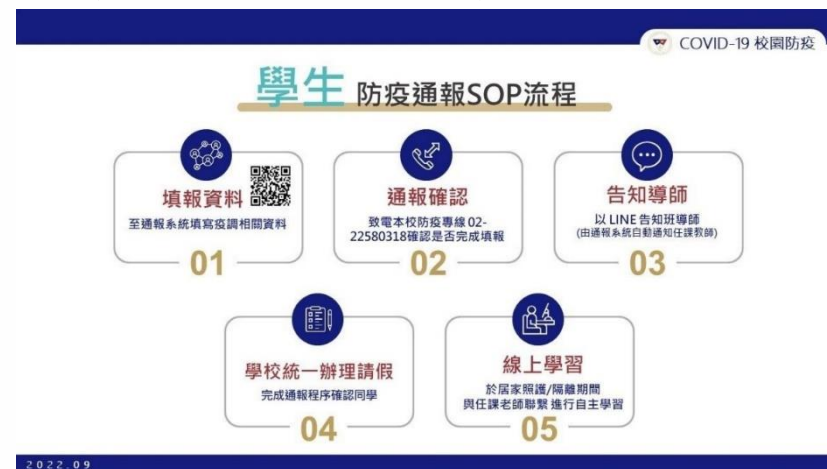 COVID-19 校園防疫
學生 防疫通報SOP流程
填報資料
至通報系統填寫疫調相關資料
01
通報確認
致電本校防疫專線 02-
22580318確認是否完成填報
02
告知導師
以 LINE 告知班導師
(由通報系統自動通知任課教師)
03
學校統一辦理請假
完成通報程序確認同學
04
線上學習
於居家照護/隔離期間
與任課老師聯繫 進行自主學習
05
2022.09